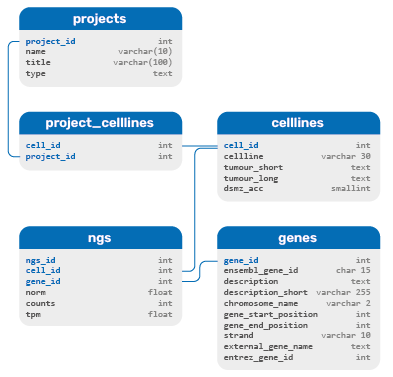 projects
project_id int
name varchar(10)
title varchar(100)
type text
project_celllines
cell_id int
project_id int
celllines
cell_id int
cellline varchar 30
tumour_short text
tumour_long text
dsmz_acc smallint
ngs
ngs_id int
cell_id int
gene_id int
norm float
counts int
tpm float
genes
gene_id int
ensembl_gene_id char 15
description text
description_short varchar 255
chromosome_name varchar 2
gene_start_position int
gene_end_position int
strand varchar 10
external_gene_name text
entrez_gene_id int